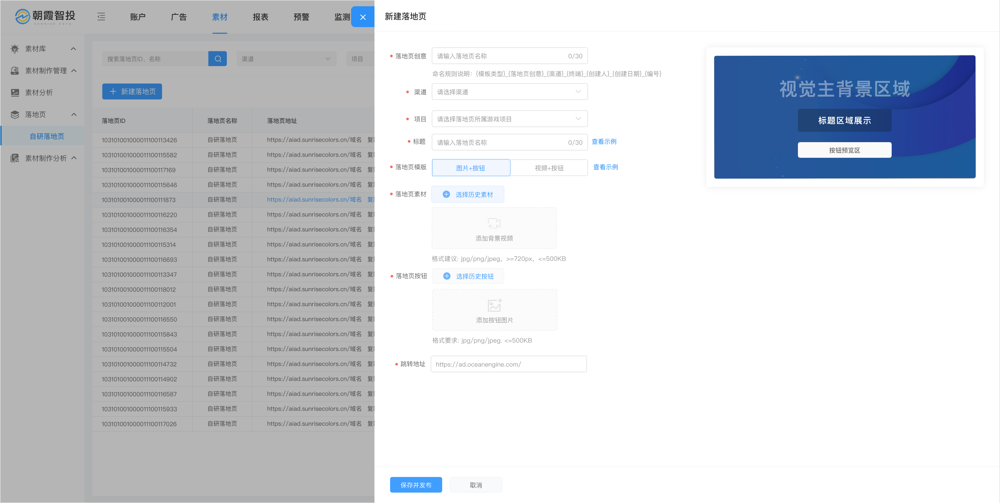 朝霞智投
SUNRISE DATA
账户
广告
素材
报表
预警
监测
素材库
素材制作管理
素材分析
落地页
自研落地页
素材制作分析
搜索落地页ID、名称
渠道
项目
新建落地页
落地页ID 落地页名称 落地页地址
103101001000011100113426 自研落地页 https://aiad.sunrisecolors.cn/域名 复
103101001000011100115582 自研落地页 https://aiad.sunrisecolors.cn/域名 复
103101001000011100117169 自研落地页 https://aiad.sunrisecolors.cn/域名 复
103101001000011100115646 自研落地页 https://aiad.sunrisecolors.cn/域名 复
103101001000011100111873 自研落地页 https://aiad.sunrisecolors.cn/域名 复
103101001000011100116220 自研落地页 https://aiad.sunrisecolors.cn/域名 复
103101001000011100116354 自研落地页 https://aiad.sunrisecolors.cn/域名 复
103101001000011100115314 自研落地页 https://aiad.sunrisecolors.cn/域名 复
103101001000011100116693 自研落地页 https://aiad.sunrisecolors.cn/域名 复
103101001000011100113347 自研落地页 https://aiad.sunrisecolors.cn/域名 复
103101001000011100118012 自研落地页 https://aiad.sunrisecolors.cn/域名 复
103101001000011100112001 自研落地页 https://aiad.sunrisecolors.cn/域名 复
103101001000011100116550 自研落地页 https://aiad.sunrisecolors.cn/域名 复
103101001000011100115843 自研落地页 https://aiad.sunrisecolors.cn/域名 复
103101001000011100115504 自研落地页 https://aiad.sunrisecolors.cn/域名 复
103101001000011100114732 自研落地页 https://aiad.sunrisecolors.cn/域名 复
103101001000011100114902 自研落地页 https://aiad.sunrisecolors.cn/域名 复
103101001000011100116587 自研落地页 https://aiad.sunrisecolors.cn/域名 复
103101001000011100115933 自研落地页 https://aiad.sunrisecolors.cn/域名 复
103101001000011100117026 自研落地页 https://aiad.sunrisecolors.cn/域名 复
新建落地页
落地页创意 请输入落地页名称 0/30
命名规则说明：{模板类型}_{落地页创意}_{渠道}_{终端}_{创建人}_{创建日期}_{编号}
渠道 请选择渠道
项目 请选择落地页所属游戏项目
标题 请输入落地页名称 0/30 查看示例
落地页模版 图片+按钮 视频+按钮 查看示例
落地页素材 选择历史素材
添加背景视频
格式建议: jpg/png/jpeg，>=720px，<=500KB
落地页按钮 选择历史按钮
添加按钮图片
格式要求: jpg/png/jpeg. <=500KB
跳转地址 https://ad.oceanengine.com/
保存并发布
取消
视觉主背景区域
标题区域展示
按钮预览区